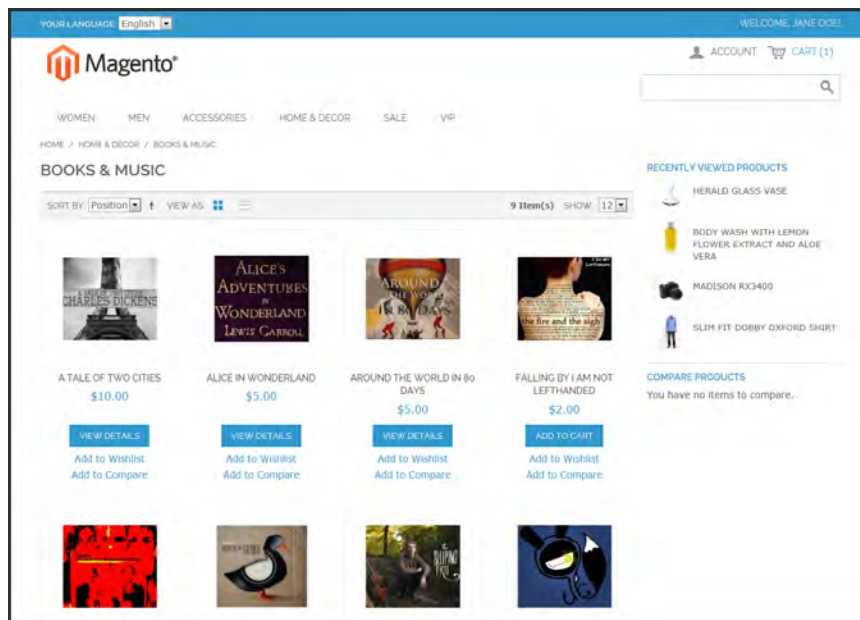 YOUR LANGUAGE: English
WELCOME, JANE DOE!
Magento®
ACCOUNT
CART (1)
WOMEN MEN ACCESSORIES HOME & DECOR SALE VIP
HOME / HOME & DECOR / BOOKS & MUSIC
BOOKS & MUSIC
SORT BY Position VIEW AS
9 Item(s) SHOW 12
CHARLES DICKENS
ALICE'S
ADVENTURES
IN
WONDERLAND
LEWIS CARROLL
AROUND
THE WORLD
IN 80 DAYS
I AM NOT
Lefthanded
the fire and the sigh
A TALE OF TWO CITIES
$10.00
VIEW DETAILS
Add to Wishlist
Add to Compare
ALICE IN WONDERLAND
$5.00
VIEW DETAILS
Add to Wishlist
Add to Compare
AROUND THE WORLD IN 80
DAYS
$5.00
VIEW DETAILS
Add to Wishlist
Add to Compare
FALLING BY I AM NOT
LEFTHANDED
$2.00
ADD TO CART
Add to Wishlist
Add to Compare
RECENTLY VIEWED PRODUCTS
HERALD GLASS VASE
BODY WASH WITH LEMON
FLOWER EXTRACT AND ALOE
VERA
MADISON RX3400
SLIM FIT DOBBY OXFORD SHIRT
COMPARE PRODUCTS
You have no items to compare.